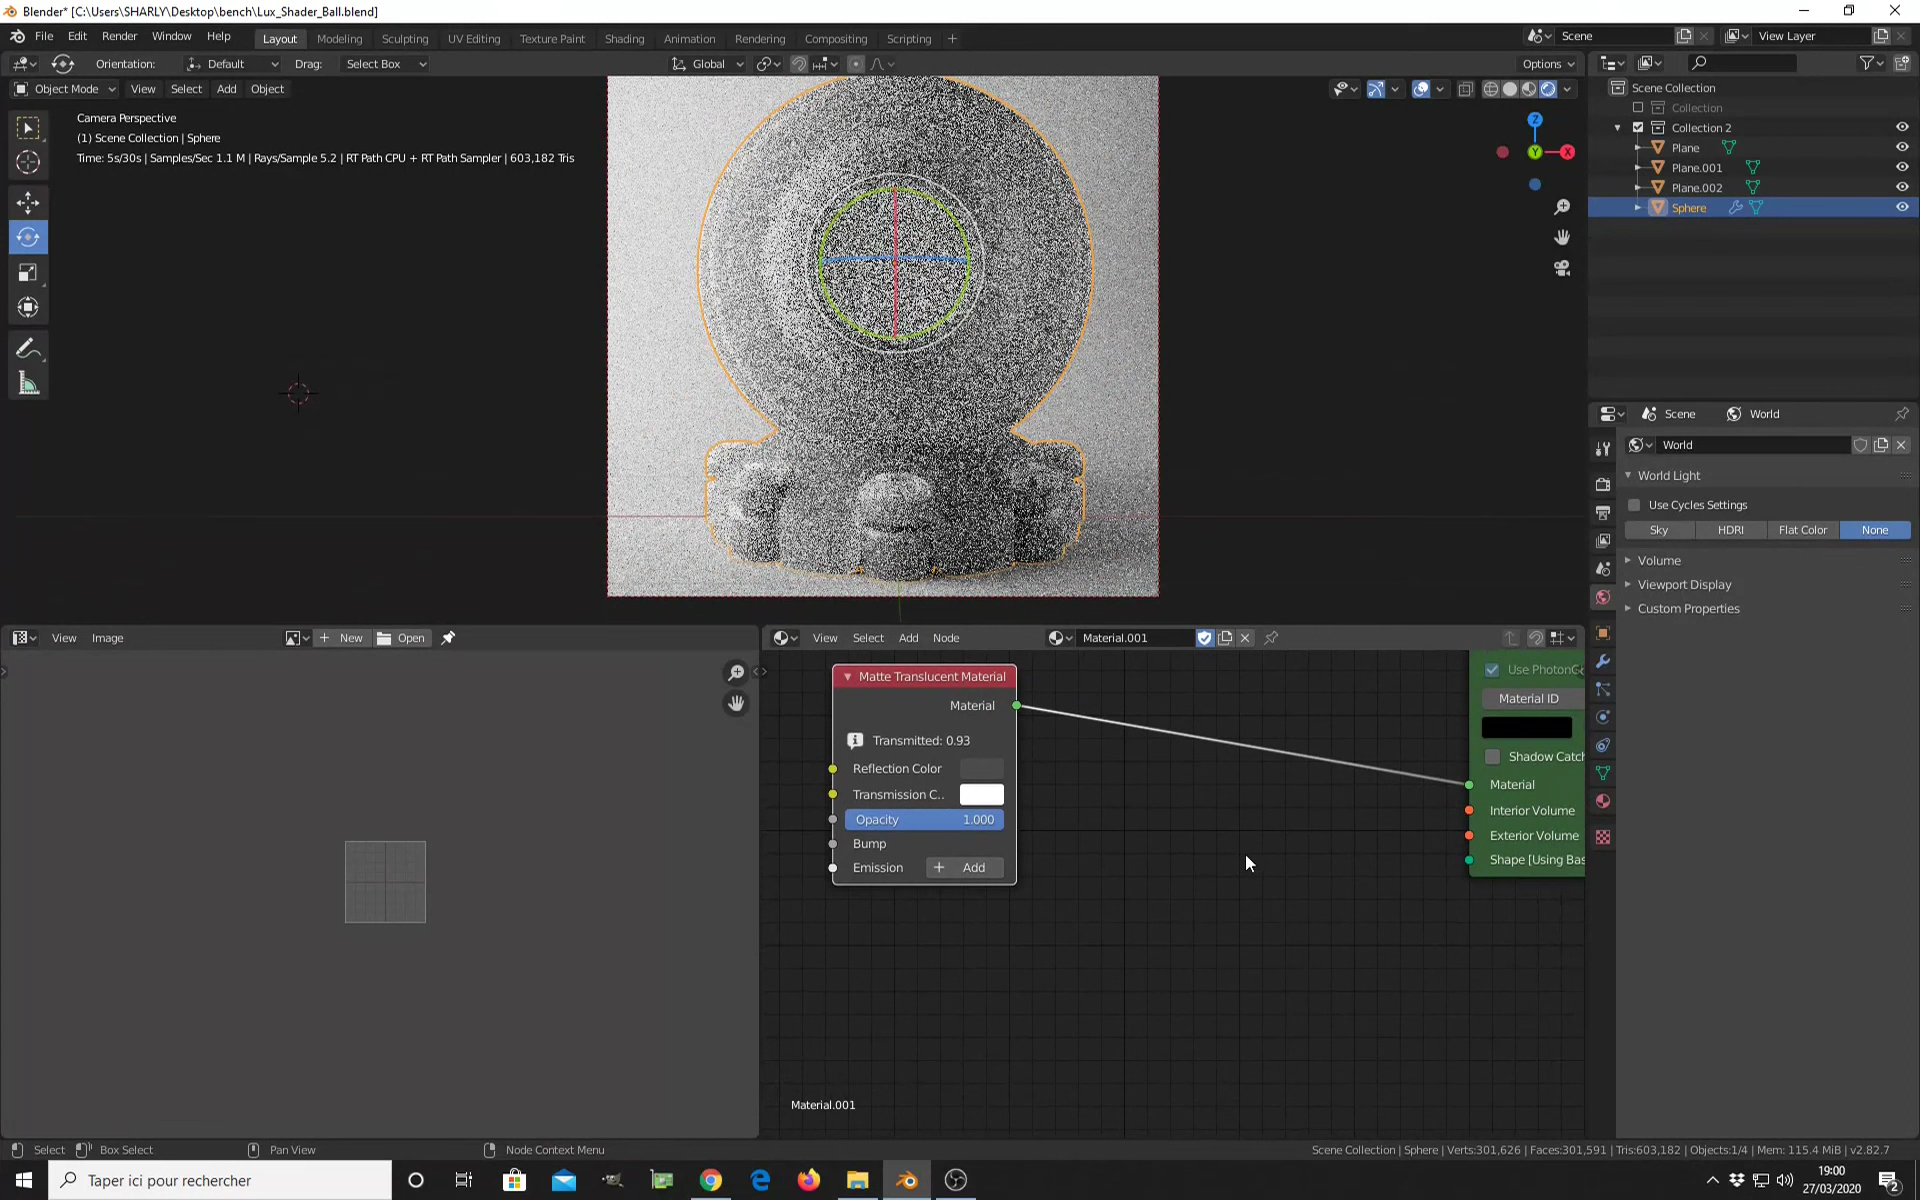 Blender* [C:\Users\SHARLY\Desktop\bench\Lux_Shader_Ball.blend]
File Edit Render Window Help Layout Modeling Sculpting UV Editing Texture Paint Shading Animation Rendering Compositing Scripting + Scene View Layer
Orientation: Default Drag: Select Box Global Options
Object Mode View Select Add Object
Camera Perspective
(1) Scene Collection | Sphere
Time: 5s/30s | Samples/Sec 1.1 M | Rays/Sample 5.2 | RT Path CPU + RT Path Sampler | 603,182 Tris
Z
Y
X
Scene Collection
Collection
Collection 2
Plane
Plane.001
Plane.002
Sphere
Scene World
World
World Light
Use Cycles Settings
Sky HDRI Flat Color None
Volume
Viewport Display
Custom Properties
View Image New Open
View Select Add Node Material.001
Matte Translucent Material
Material
Transmitted: 0.93
Reflection Color
Transmission C..
Opacity 1.000
Bump
Emission Add
Use PhotonG
Material ID
Shadow Catch
Material
Interior Volume
Exterior Volume
Shape [Using Bas
Material.001
Select Box Select Pan View Node Context Menu
Scene Collection | Sphere | Verts:301,626 | Faces:301,591 | Tris:603,182 | Objects:1/4 | Mem: 115.4 MiB | v2.82.7
Taper ici pour rechercher
19:00
27/03/2020
2